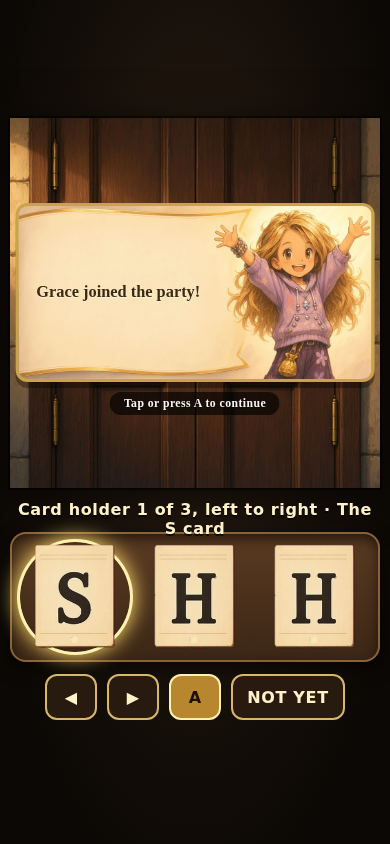 Grace joined the party!
Tap or press A to continue
Card holder 1 of 3, left to right · The
S card
S H H
◀ ▶ A NOT YET